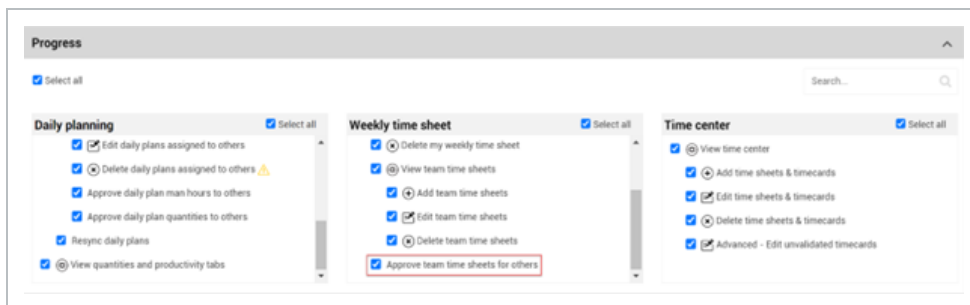 Progress
Select all
Search...
Daily planning
Select all
Edit daily plans assigned to others
Delete daily plans assigned to others
Approve daily plan man hours to others
Approve daily plan quantities to others
Resync daily plans
View quantities and productivity tabs
Weekly time sheet
Select all
Delete my weekly time sheet
View team time sheets
Add team time sheets
Edit team time sheets
Delete team time sheets
Approve team time sheets for others
Time center
Select all
View time center
Add time sheets & timecards
Edit time sheets & timecards
Delete time sheets & timecards
Advanced - Edit unvalidated timecards